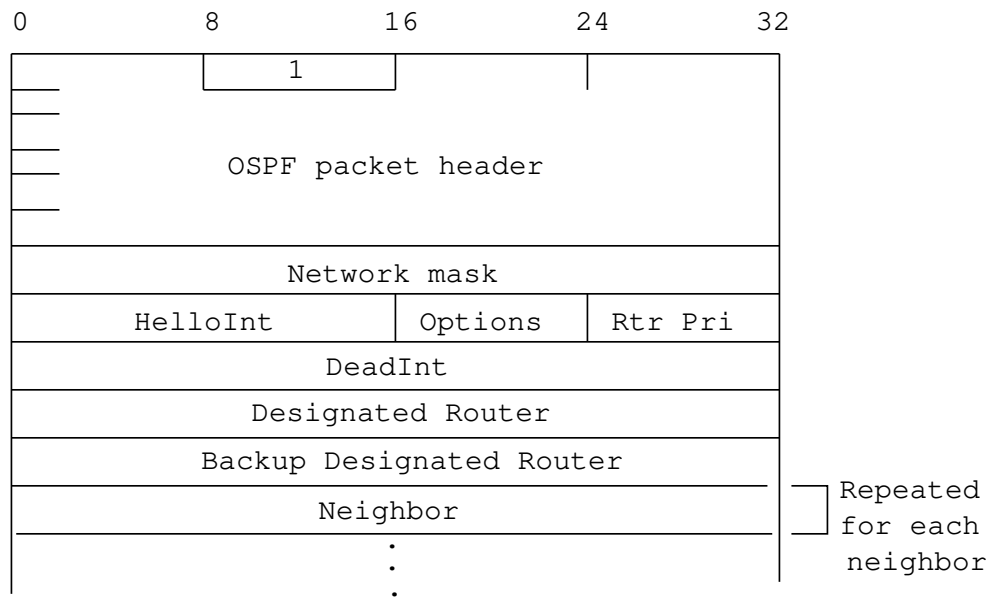 0 8 16 24 32
1
OSPF packet header
Network mask
HelloInt Options Rtr Pri
DeadInt
Designated Router
Backup Designated Router
Neighbor
Repeated
for each
neighbor
.
.
.